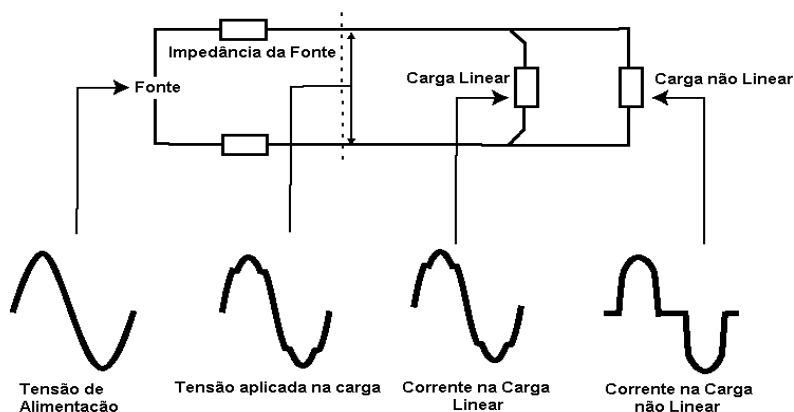 Impedância da Fonte
Fonte
Carga Linear
Carga não Linear
Tensão de
Alimentação
Tensão aplicada na carga
Corrente na Carga
Linear
Corrente na Carga
não Linear